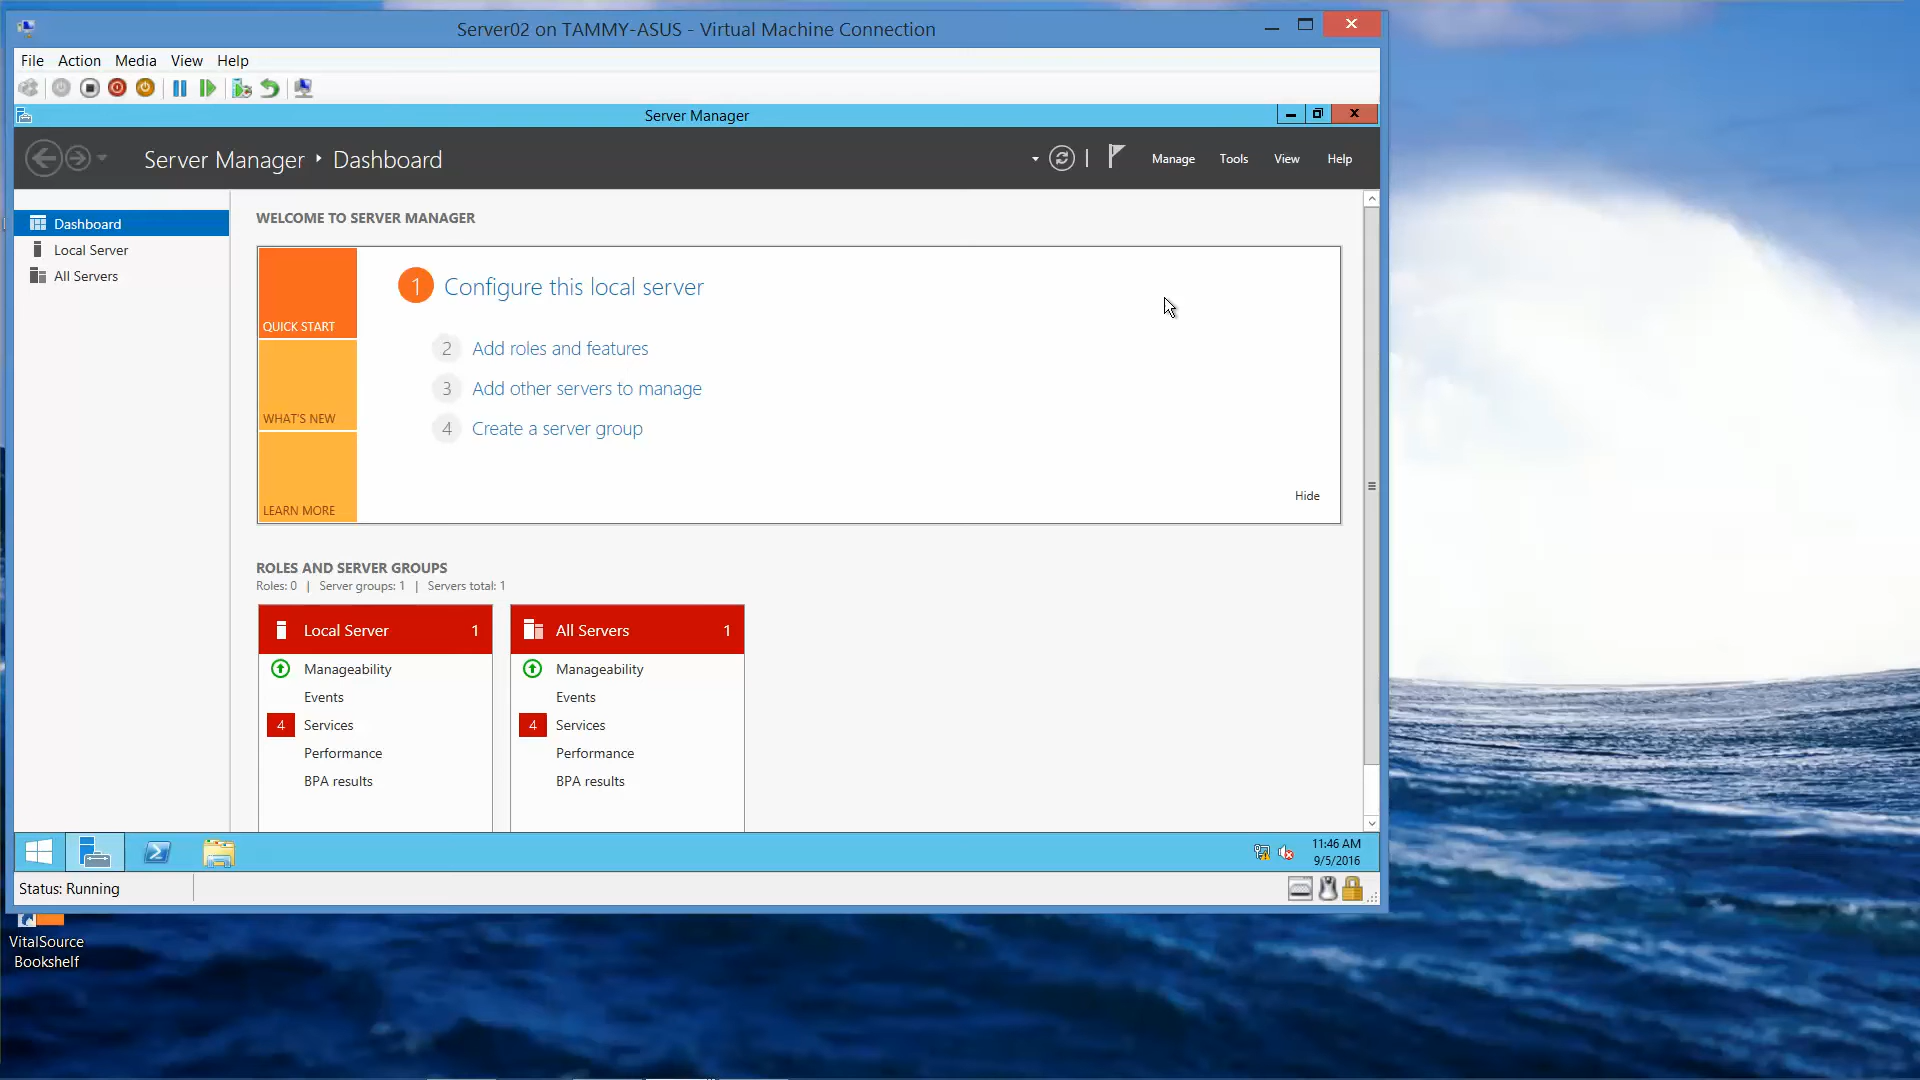 Server02 on TAMMY-ASUS - Virtual Machine Connection
File Action Media View Help
Server Manager
Server Manager Dashboard
Manage Tools View Help
Dashboard
Local Server
All Servers
WELCOME TO SERVER MANAGER
QUICK START
WHAT'S NEW
LEARN MORE
1 Configure this local server
2 Add roles and features
3 Add other servers to manage
4 Create a server group
Hide
ROLES AND SERVER GROUPS
Roles: 0 | Server groups: 1 | Servers total: 1
Local Server 1
Manageability
Events
4 Services
Performance
BPA results
All Servers 1
Manageability
Events
4 Services
Performance
BPA results
11:46 AM
9/5/2016
Status: Running
VitalSource
Bookshelf